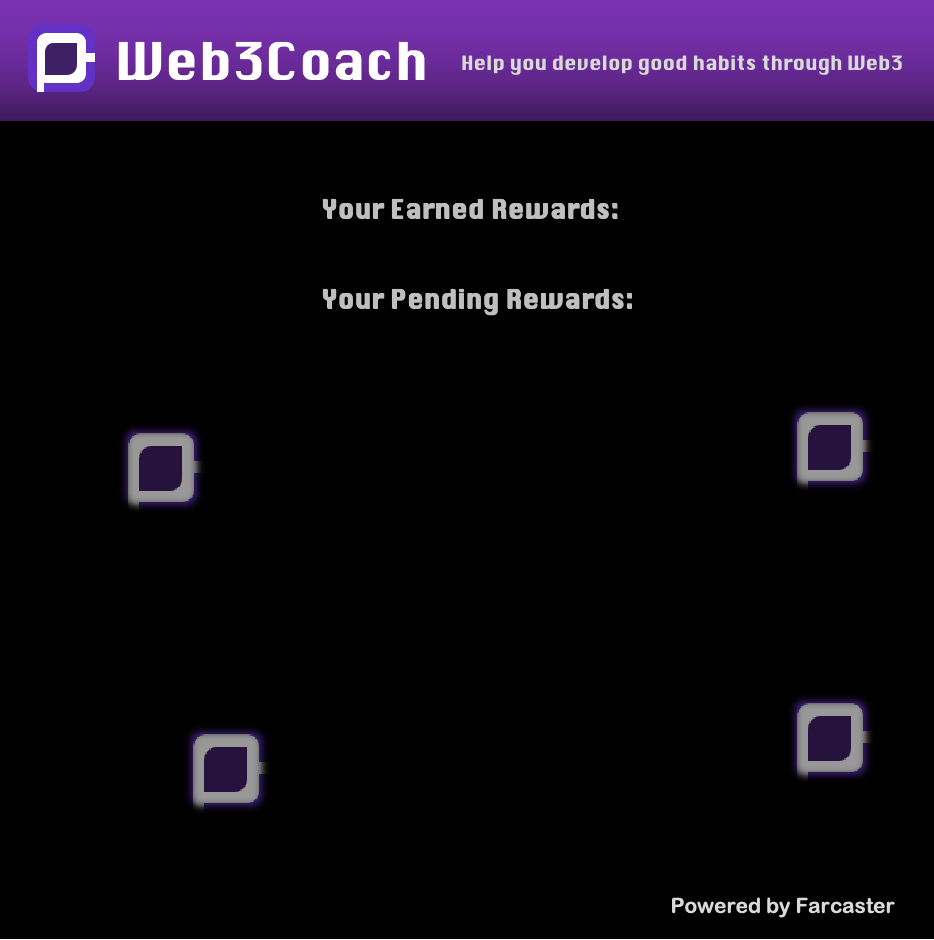 Web3Coach
Help you develop good habits through Web3
Your Earned Rewards:
Your Pending Rewards:
Powered by Farcaster